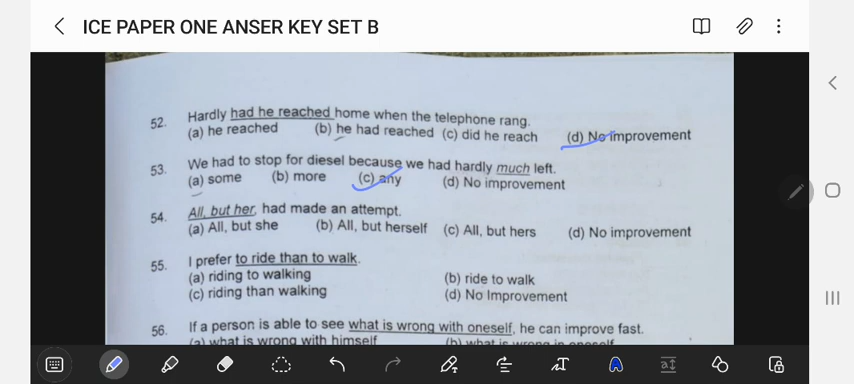 ICE PAPER ONE ANSER KEY SET B
52. Hardly had he reached home when the telephone rang.
(a) he reached (b) he had reached (c) did he reach (d) No improvement
53. We had to stop for diesel because we had hardly much left.
(a) some (b) more (c) any (d) No improvement
54. All, but her, had made an attempt.
(a) All, but she (b) All, but herself (c) All, but hers (d) No improvement
55. I prefer to ride than to walk.
(a) riding to walking (b) ride to walk
(c) riding than walking (d) No Improvement
56. If a person is able to see what is wrong with oneself, he can improve fast.
(a) what is wrong with himself (b) what is wrong in oneself